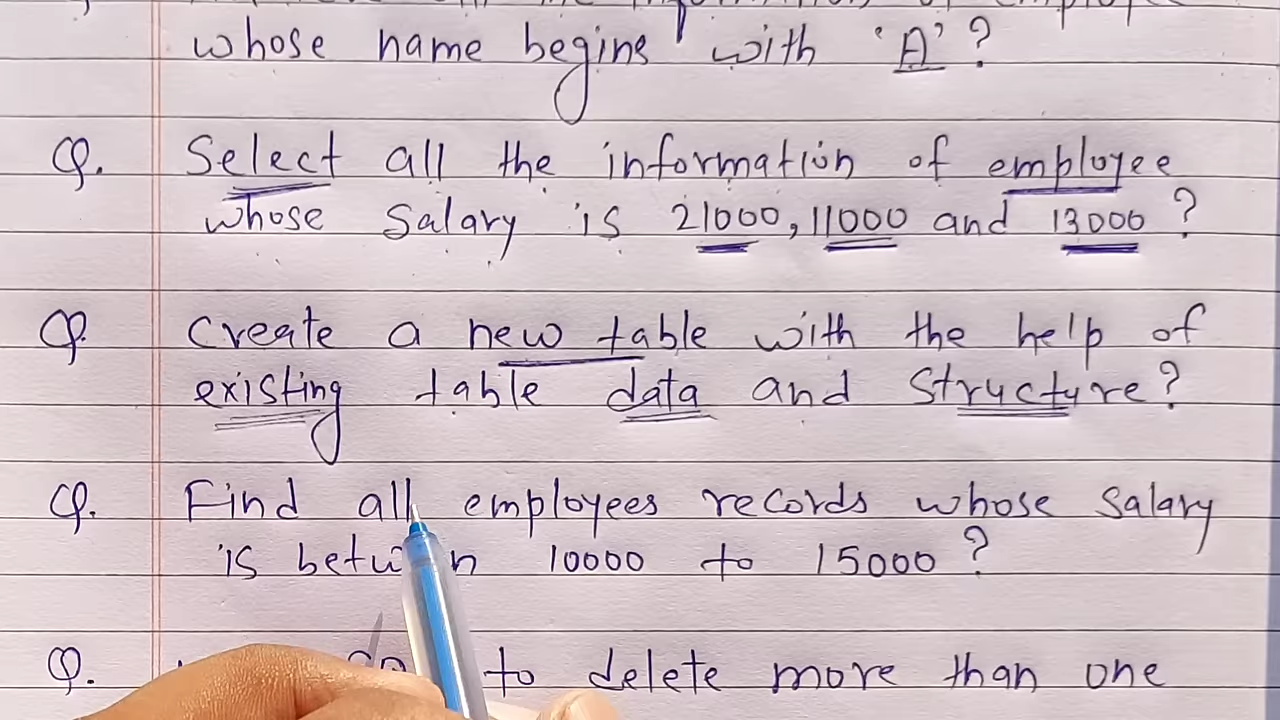 whose name begins with 'A'?
Q. Select all the information of employee
whose salary is 21000, 11000 and 13000?
Q. Create a new table with the help of
existing table data and structure?
Q. Find all employees records whose salary
is between 10000 to 15000?
Q. do to delete more than one